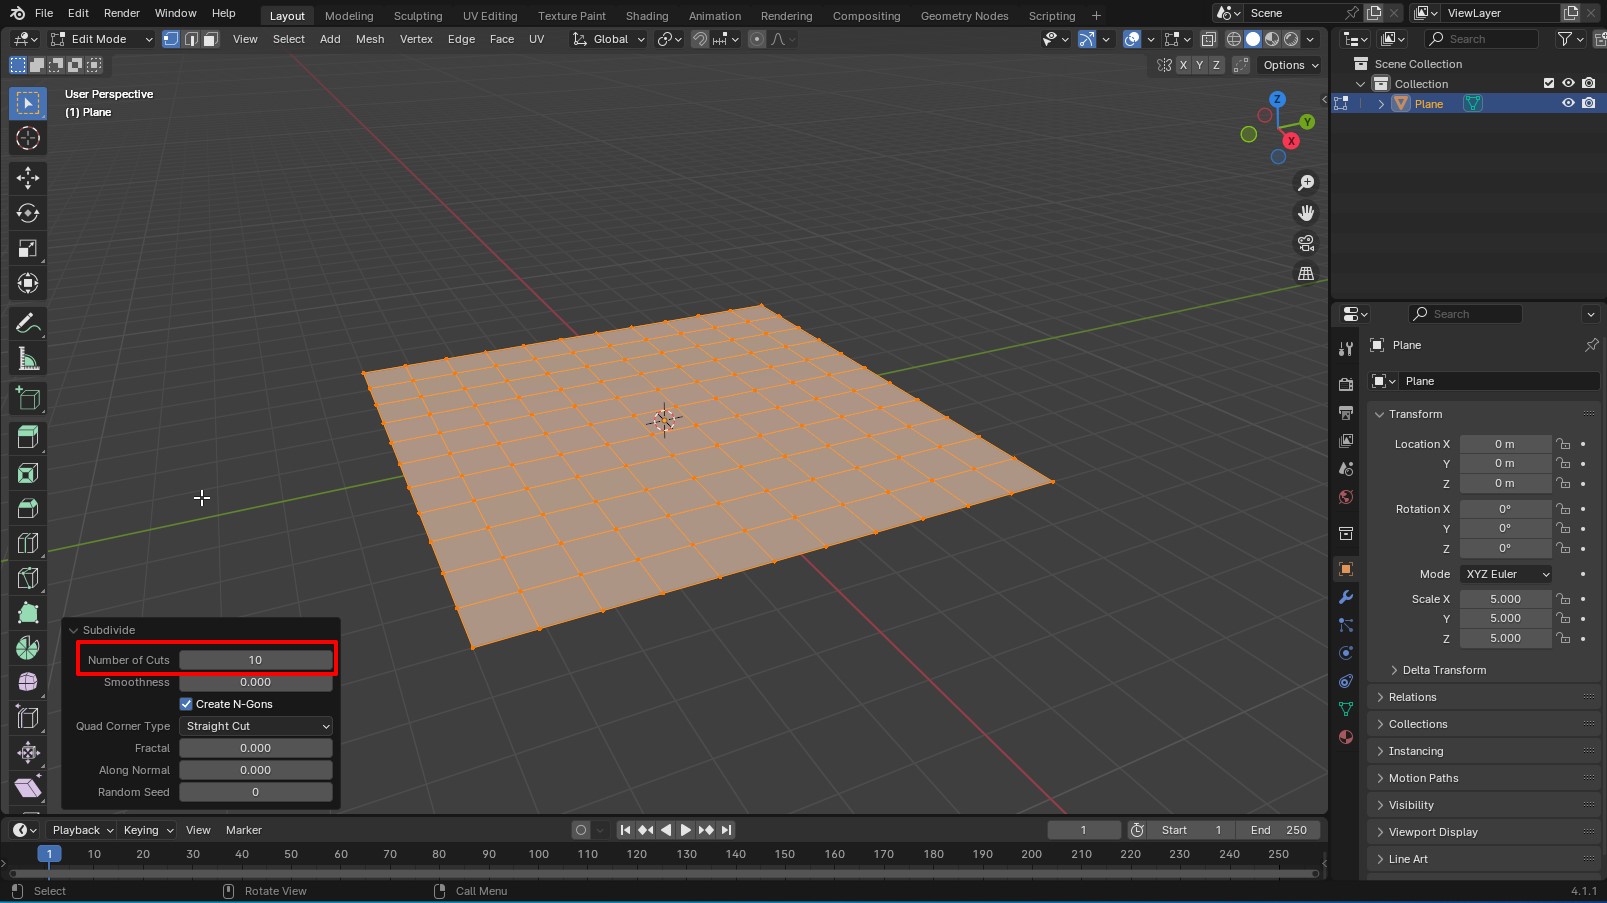 File Edit Render Window Help Layout Modeling Sculpting UV Editing Texture Paint Shading Animation Rendering Compositing Geometry Nodes Scripting + Scene ViewLayer
Edit Mode View Select Add Mesh Vertex Edge Face UV Global Search
X Y Z Options
User Perspective
(1) Plane
Z
Y
X
Scene Collection
Collection
Plane
Search
Plane
Plane
Transform
Location X 0 m
Y 0 m
Z 0 m
Rotation X 0°
Y 0°
Z 0°
Mode XYZ Euler
Scale X 5.000
Y 5.000
Z 5.000
Delta Transform
Relations
Collections
Instancing
Motion Paths
Visibility
Viewport Display
Line Art
Subdivide
Number of Cuts 10
Smoothness 0.000
Create N-Gons
Quad Corner Type Straight Cut
Fractal 0.000
Along Normal 0.000
Random Seed 0
Playback Keying View Marker 1 Start 1 End 250
1 10 20 30 40 50 60 70 80 90 100 110 120 130 140 150 160 170 180 190 200 210 220 230 240 250
Select Rotate View Call Menu 4.1.1